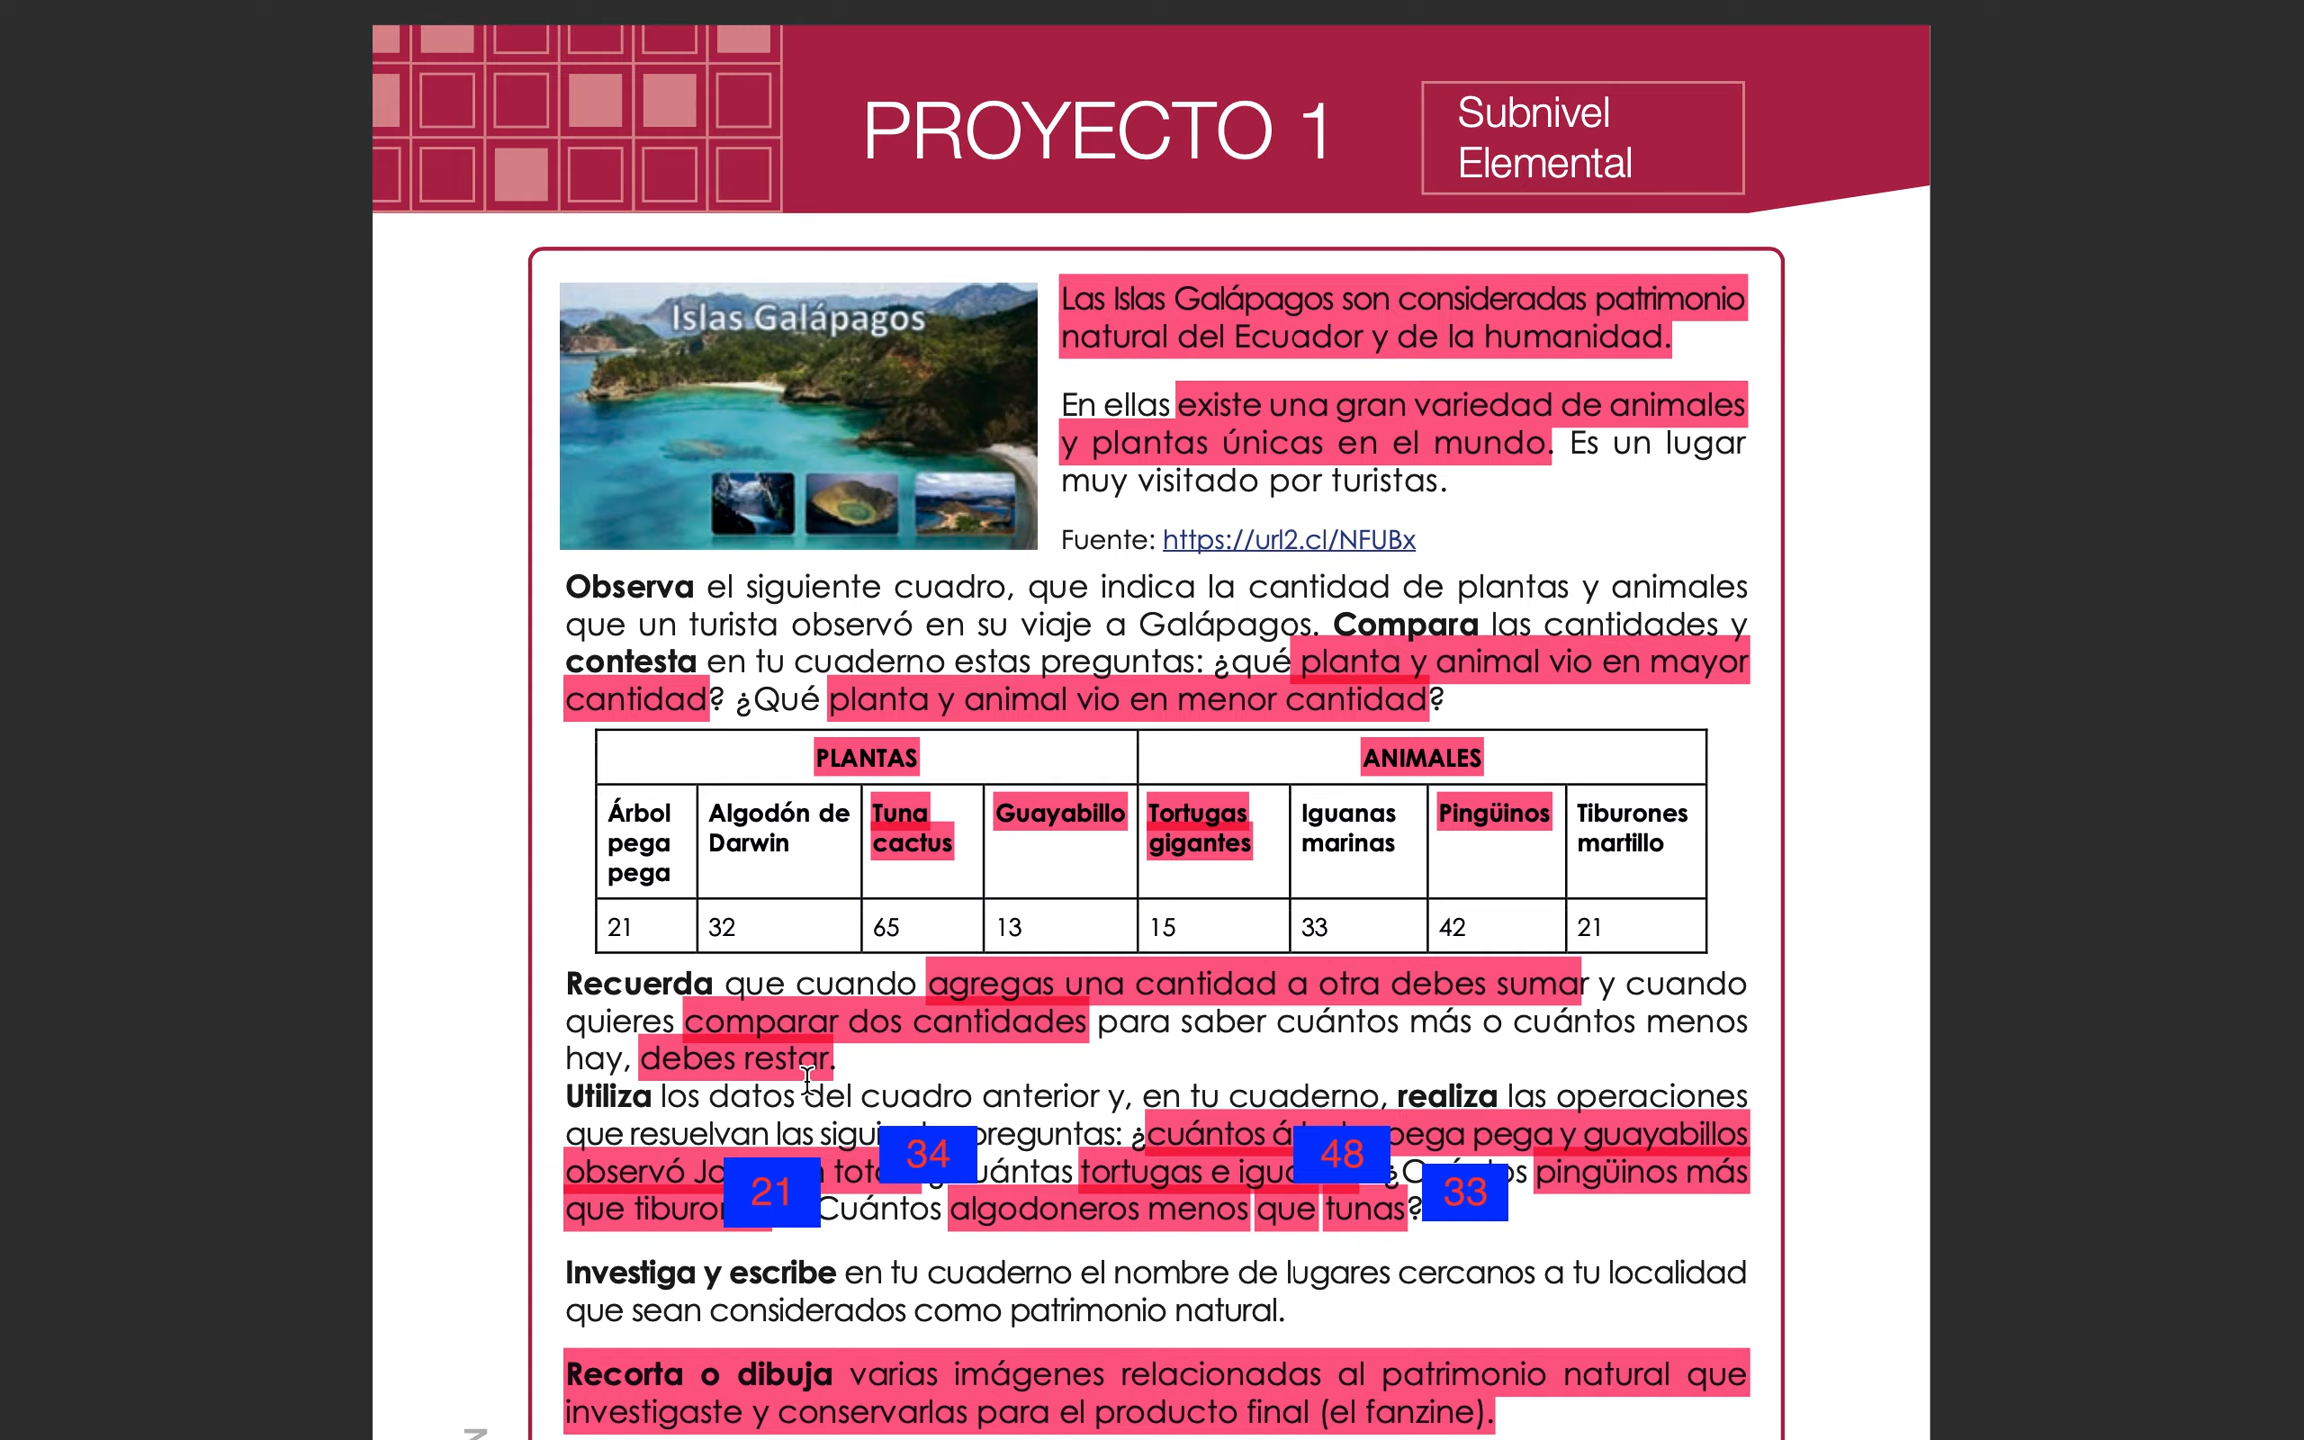 PROYECTO 1
Subnivel
Elemental
Islas Galápagos
Las Islas Galápagos son consideradas patrimonio
natural del Ecuador y de la humanidad.
En ellas existe una gran variedad de animales
y plantas únicas en el mundo. Es un lugar
muy visitado por turistas.
Fuente: https://url2.cl/NFUBx
Observa el siguiente cuadro, que indica la cantidad de plantas y animales
que un turista observó en su viaje a Galápagos. Compara las cantidades y
contesta en tu cuaderno estas preguntas: ¿qué planta y animal vio en mayor
cantidad? ¿Qué planta y animal vio en menor cantidad?
PLANTAS ANIMALES
Árbol pega pega Algodón de Darwin Tuna cactus Guayabillo Tortugas gigantes Iguanas marinas Pingüinos Tiburones martillo
21 32 65 13 15 33 42 21
Recuerda que cuando agregas una cantidad a otra debes sumar y cuando
quieres comparar dos cantidades para saber cuántos más o cuántos menos
hay, debes restar.
Utiliza los datos del cuadro anterior y, en tu cuaderno, realiza las operaciones
que resuelvan las preguntas: ¿cuántos pega pega y guayabillos
34 48
observó tortugas e pingüinos más
21 33
que Cuántos algodoneros menos que tunas?
Investiga y escribe en tu cuaderno el nombre de lugares cercanos a tu localidad
que sean considerados como patrimonio natural.
Recorta o dibuja varias imágenes relacionadas al patrimonio natural que
investigaste y conservarlas para el producto final (el fanzine).
N